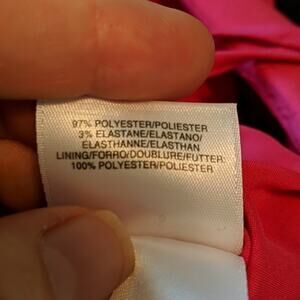 97% POLYESTER/POLIESTER
3% ELASTANE/ELASTANO/
ELASTHANNE/ELASTHAN
LINING/FORRO/DOUBLURE/FUTTER:
100% POLYESTER/POLIESTER